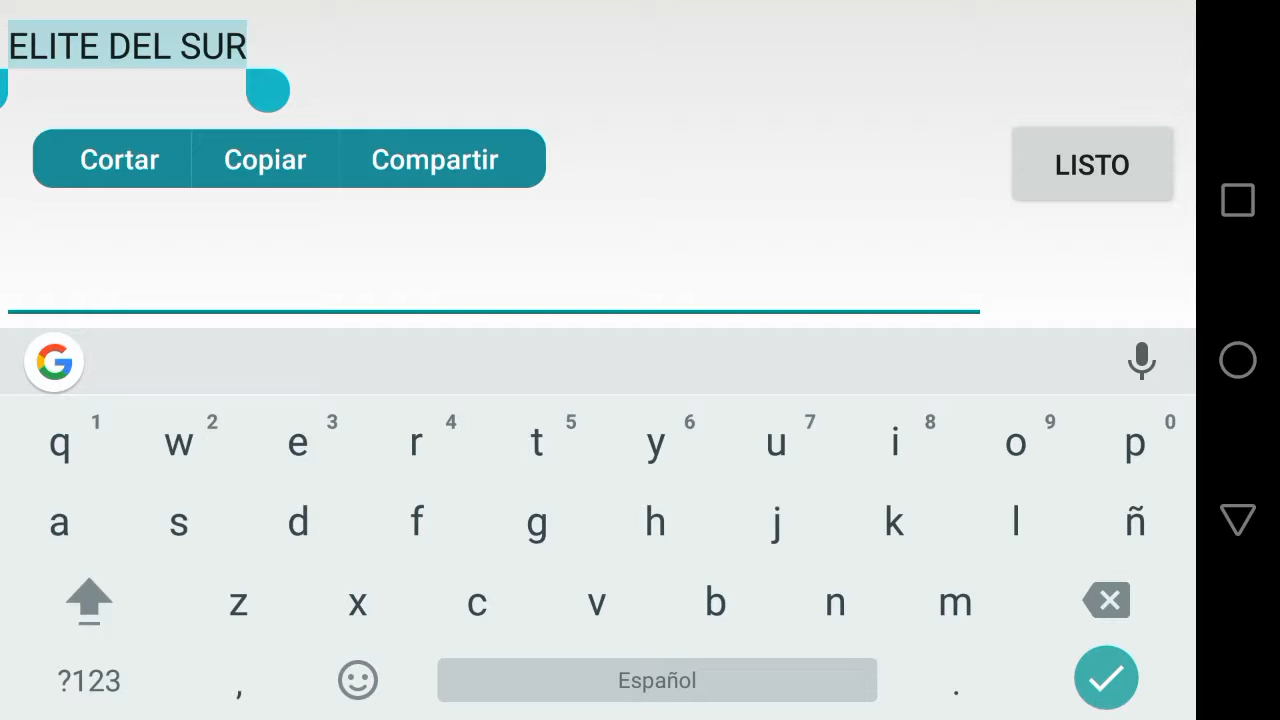 ELITE DEL SUR
Cortar Copiar Compartir
LISTO
1 2 3 4 5 6 7 8 9 0
q w e r t y u i o p
a s d f g h j k l ñ
z x c v b n m
?123 , Español .